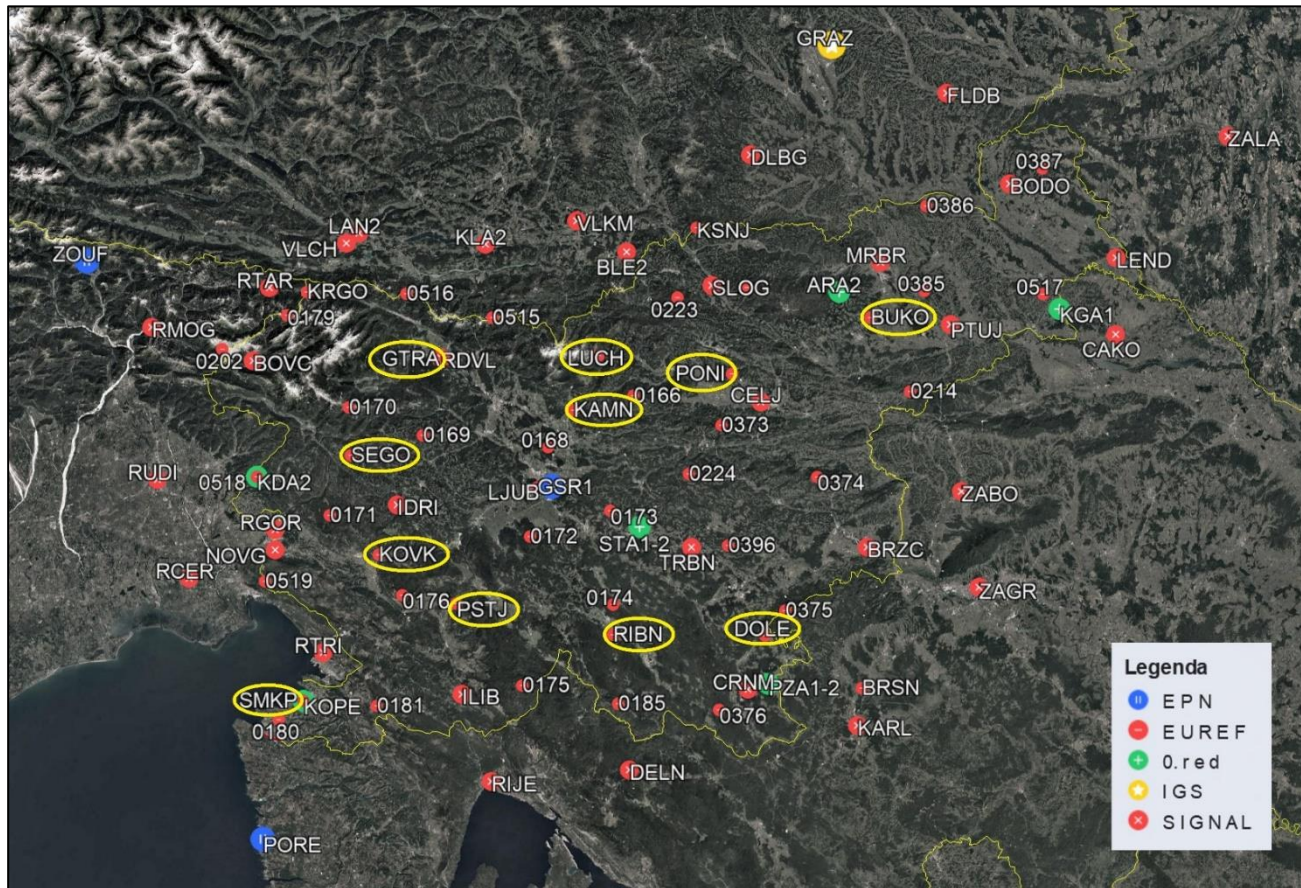 GRAZ
FLDB
ZALA
DLBG
0387
BODO
0386
LAN2
VLCH
KLA2
VLKM
BLE2
KSNJ
ZOUF
MRBR
LEND
RTAR
KRGO
0516
0223
SLOG
ARA2
0385
0517
KGA1
0179
0515
BUKO
PTUJ
RMOG
CAKO
0202
BOVC
GTRA
RDVL
LUCH
PONI
0170
KAMN
0166
CELJ
0214
0169
0168
0373
SEGO
RUDI
0518
KDA2
LJUB
GSR1
0224
0374
ZABO
IDRI
0171
0173
RGOR
STA1-2
NOVG
0172
TRBN
0396
BRZC
KOVK
RCER
0519
ZAGR
0176
PSTJ
0174
0375
RIBN
DOLE
RTRI
SMKP
KOPE
0180
0181
ILIB
0175
0185
CRNM
PZA1-2
0376
BRSN
KARL
RIJE
DELN
PORE
Legenda
EPN
EUREF
0.red
IGS
SIGNAL